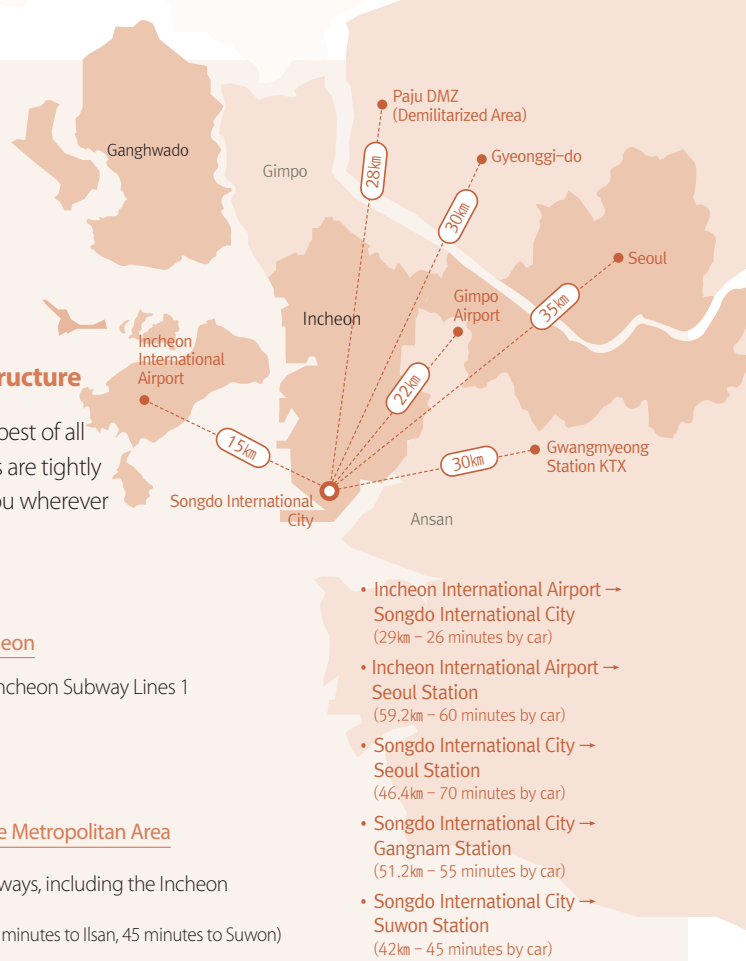 Paju DMZ
(Demilitarized Area)
Ganghwado
Gimpo
28㎞
Gyeonggi-do
30㎞
Seoul
Incheon
Gimpo
Airport
35㎞
Incheon
International
Airport
22㎞
15㎞
30㎞
Gwangmyeong
Station KTX
Songdo International
City
Ansan
ructure
best of all
s are tightly
ou wherever
eon
ncheon Subway Lines 1
e Metropolitan Area
ways, including the Incheon
minutes to Ilsan, 45 minutes to Suwon)
• Incheon International Airport →
Songdo International City
(29㎞ – 26 minutes by car)
• Incheon International Airport →
Seoul Station
(59.2㎞ – 60 minutes by car)
• Songdo International City →
Seoul Station
(46.4㎞ – 70 minutes by car)
• Songdo International City →
Gangnam Station
(51.2㎞ – 55 minutes by car)
• Songdo International City →
Suwon Station
(42㎞ – 45 minutes by car)